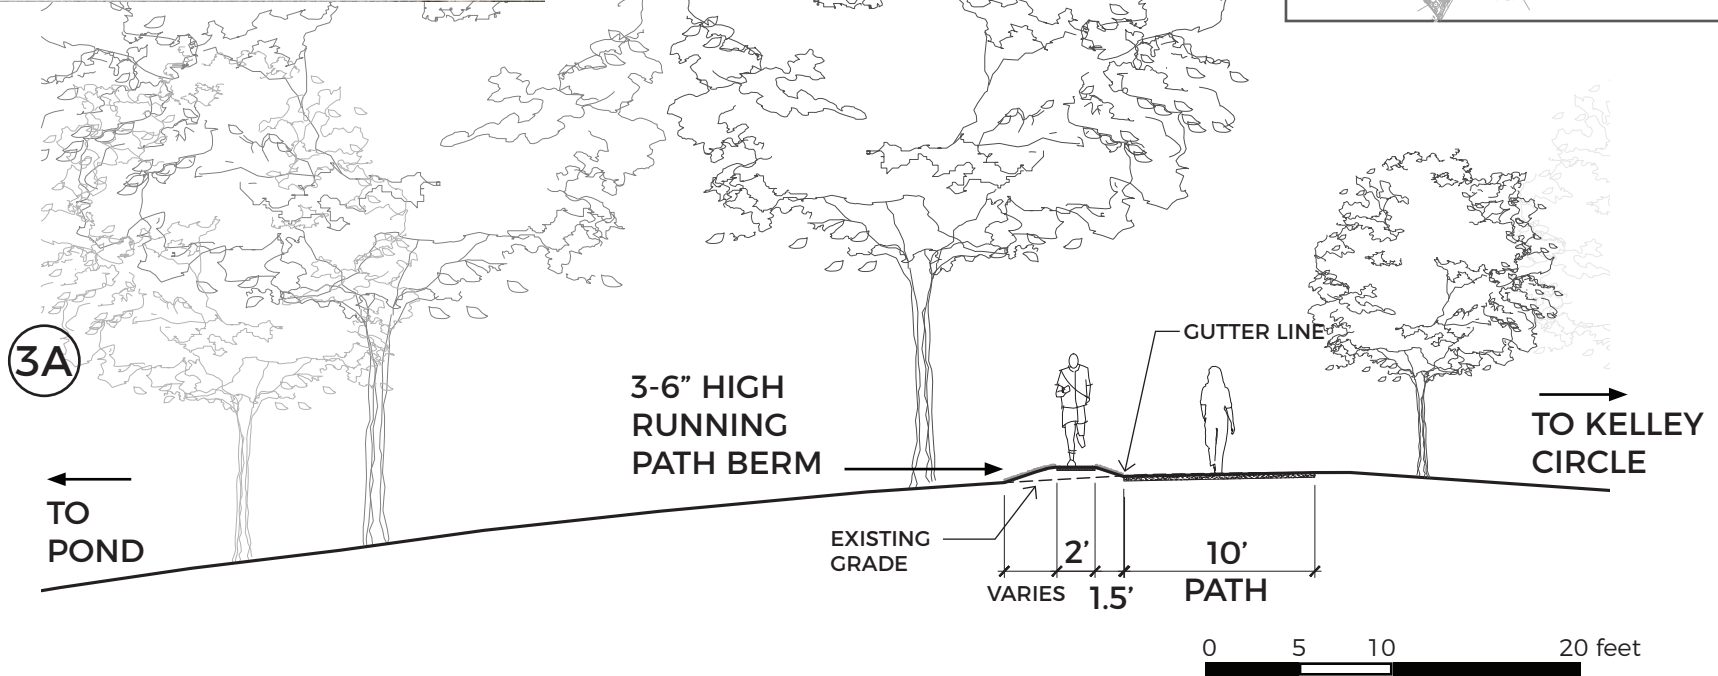 3A
GUTTER LINE
3-6” HIGH
RUNNING
PATH BERM
TO KELLEY
CIRCLE
TO
POND
EXISTING
GRADE
2’
10’
VARIES
1.5’
PATH
0 5 10 20 feet